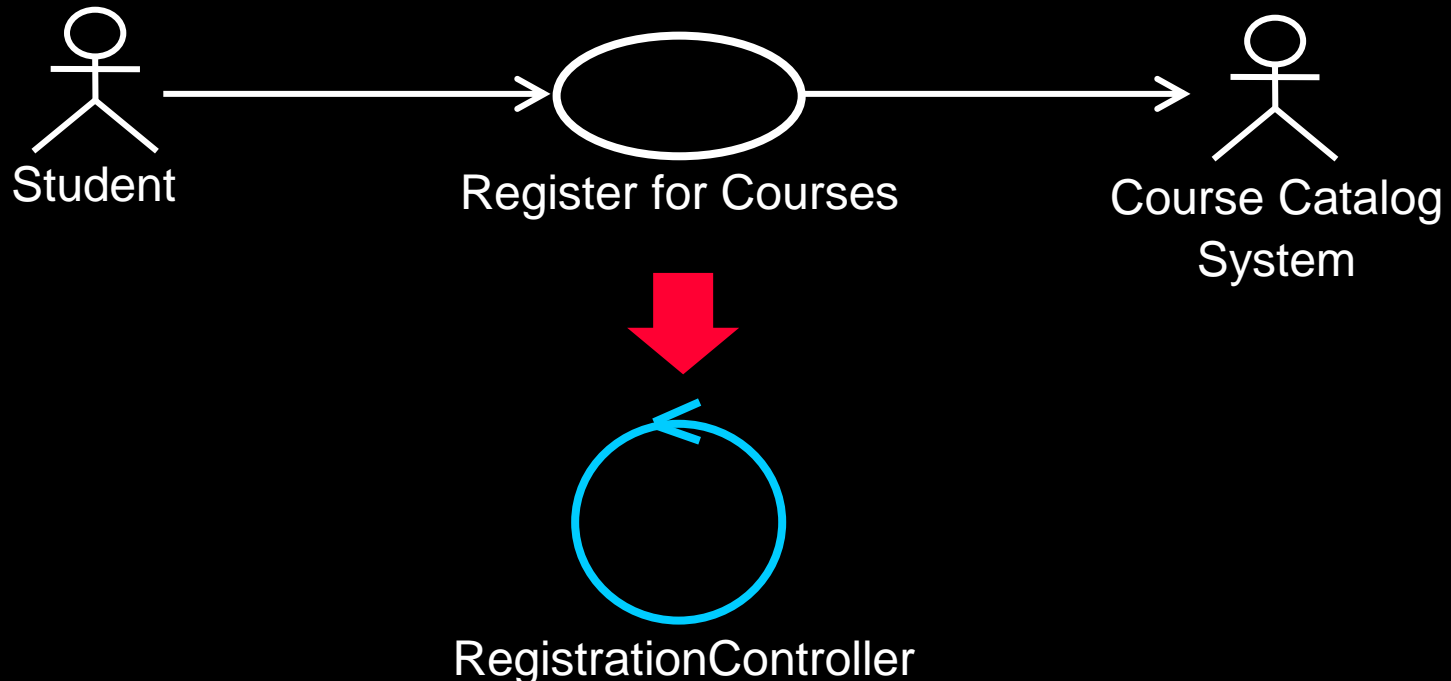 Student
Register for Courses
Course Catalog
System
RegistrationController